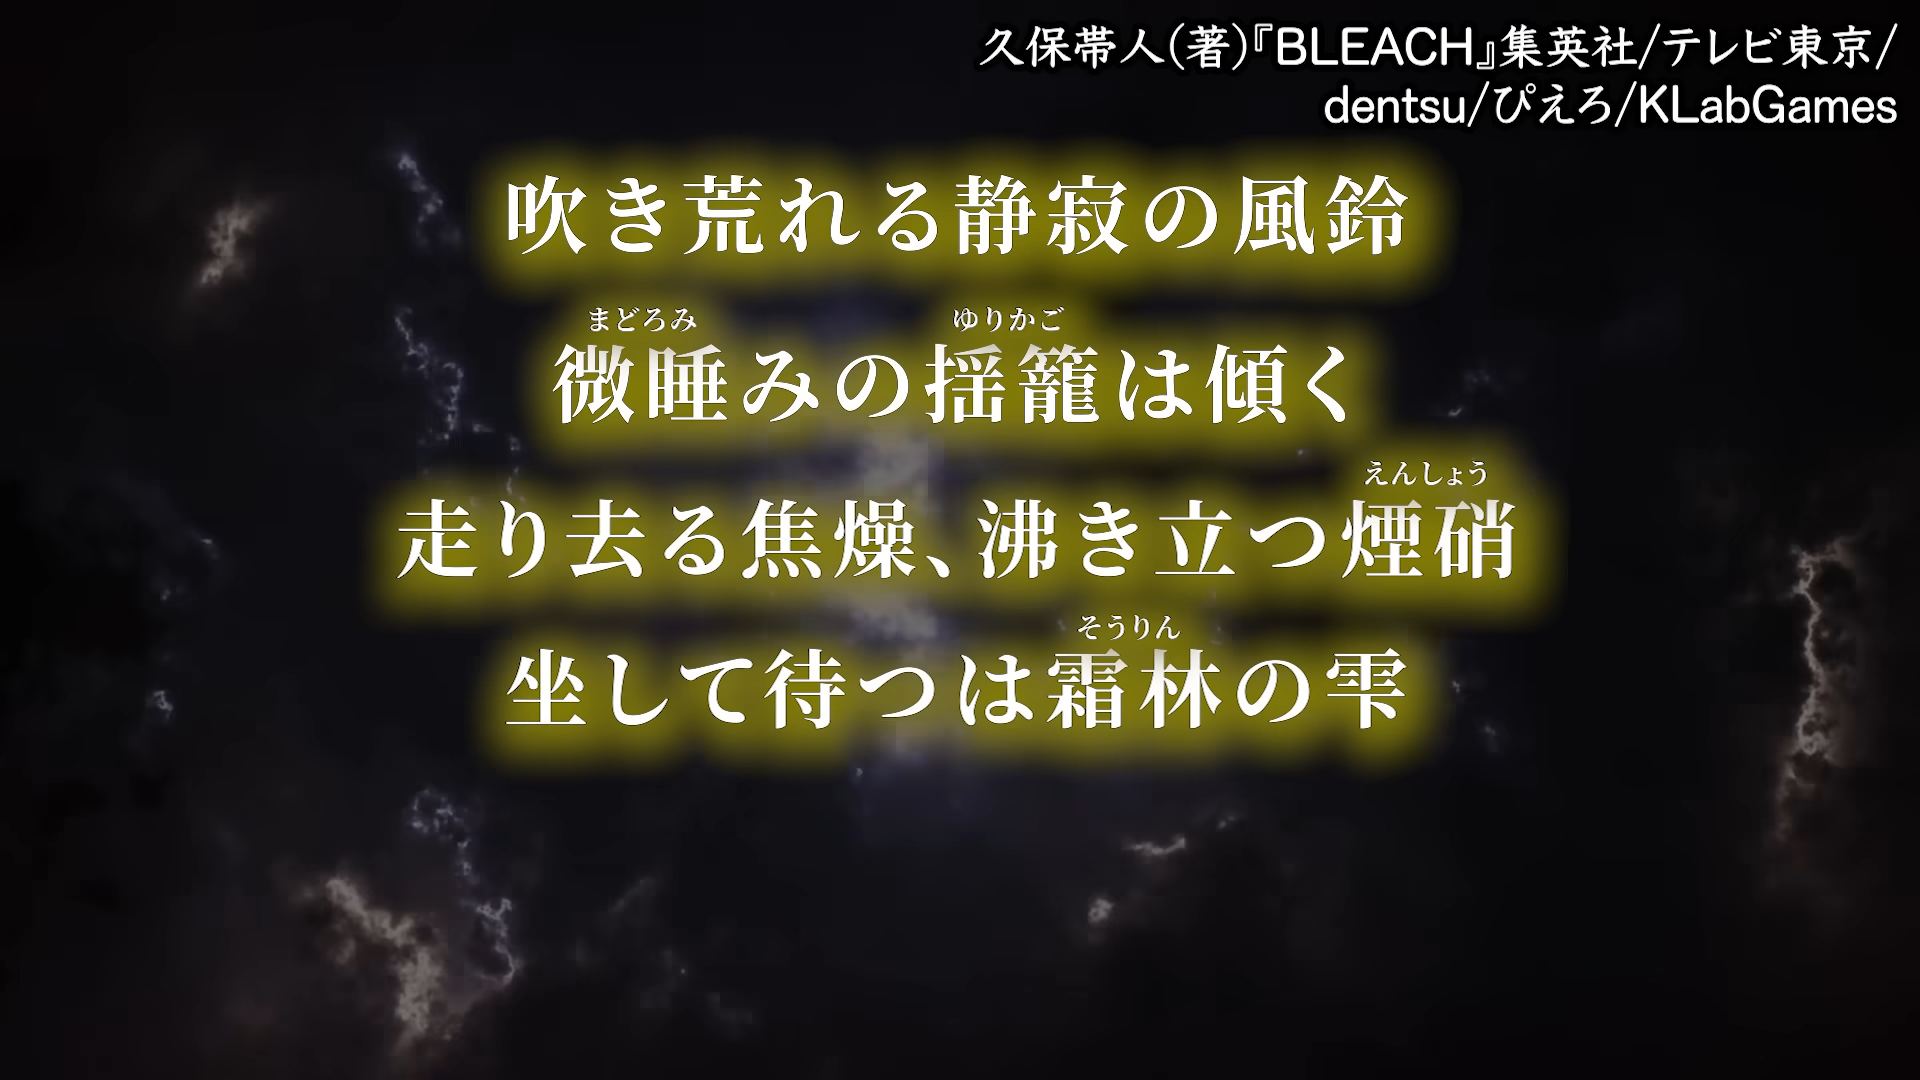 久保帯人(著)『BLEACH』集英社/テレビ東京/
dentsu/ぴえろ/KLabGames
吹き荒れる静寂の風鈴
まどろみ ゆりかご
微睡みの揺籠は傾く
えんしょう
走り去る焦燥、沸き立つ煙硝
そうりん
坐して待つは霜林の雫